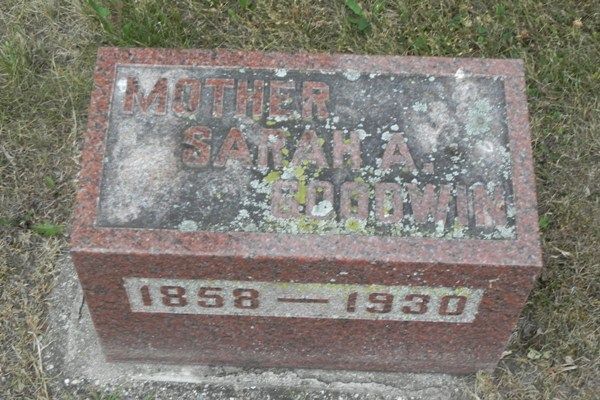 MOTHER
SARAH A.
GOODWIN
1858 — 1930